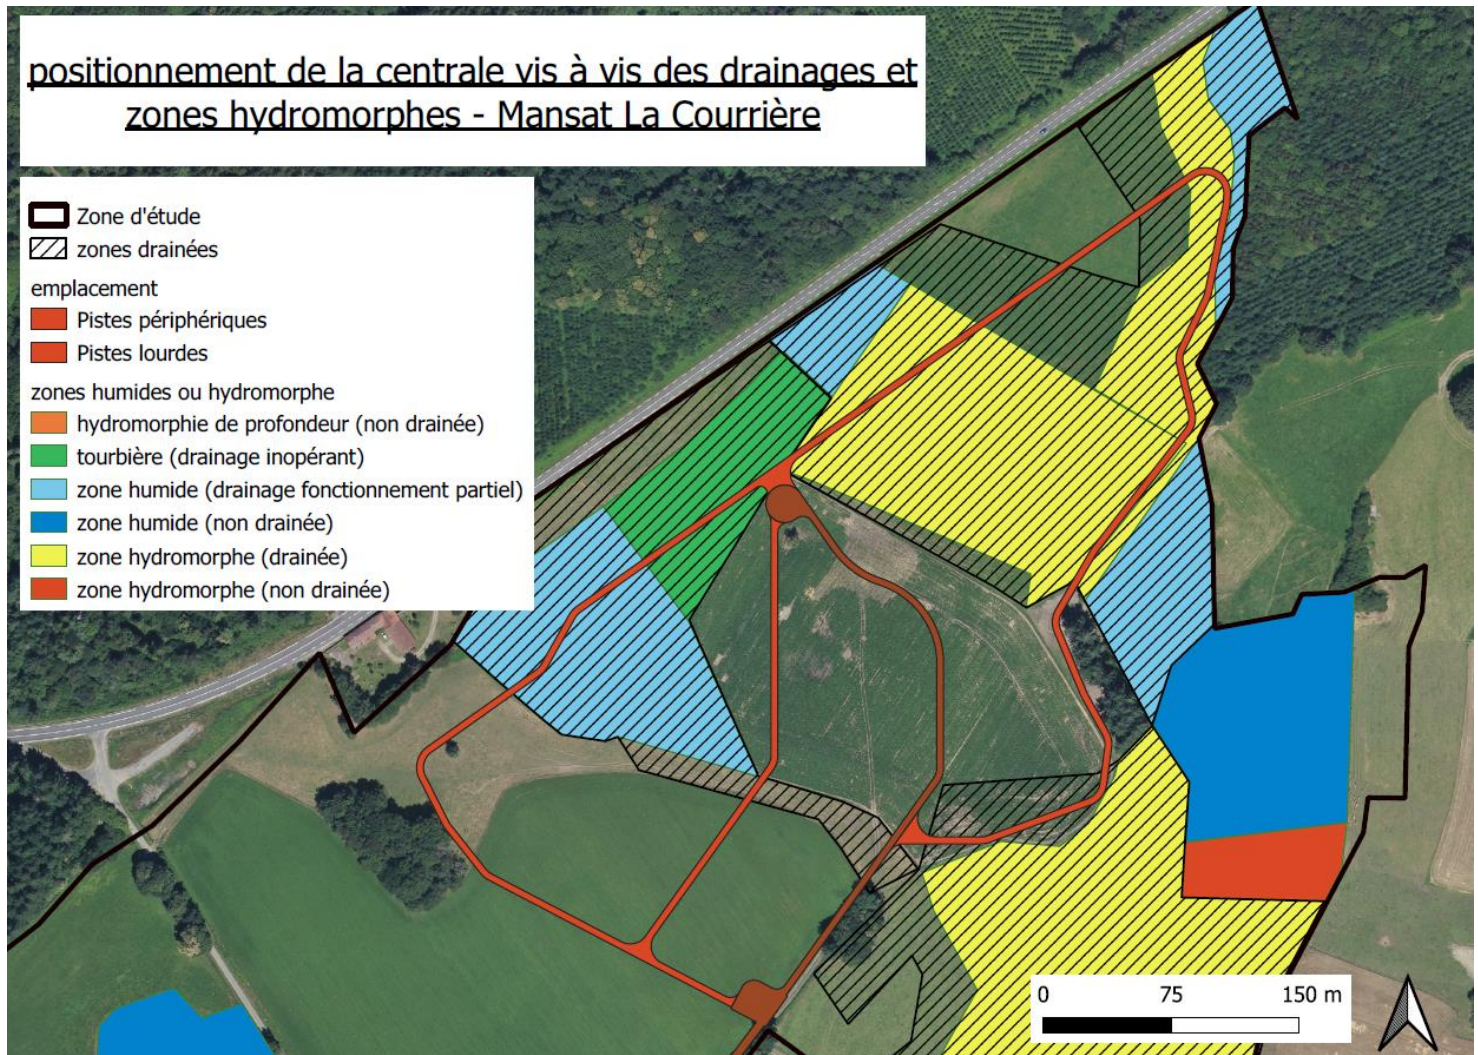 positionnement de la centrale vis à vis des drainages et
zones hydromorphes - Mansat La Courrière
Zone d'étude
zones drainées
emplacement
Pistes périphériques
Pistes lourdes
zones humides ou hydromorphe
hydromorphie de profondeur (non drainée)
tourbière (drainage inopérant)
zone humide (drainage fonctionnement partiel)
zone humide (non drainée)
zone hydromorphe (drainée)
zone hydromorphe (non drainée)
0 75 150 m